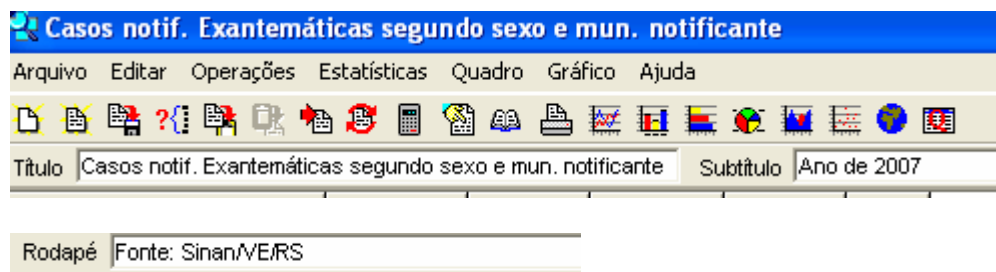 Casos notif. Exantemáticas segundo sexo e mun. notificante
Arquivo Editar Operações Estatísticas Quadro Gráfico Ajuda
Título Casos notif. Exantemáticas segundo sexo e mun. notificante Subtítulo Ano de 2007
Rodapé Fonte: Sinan/VE/RS